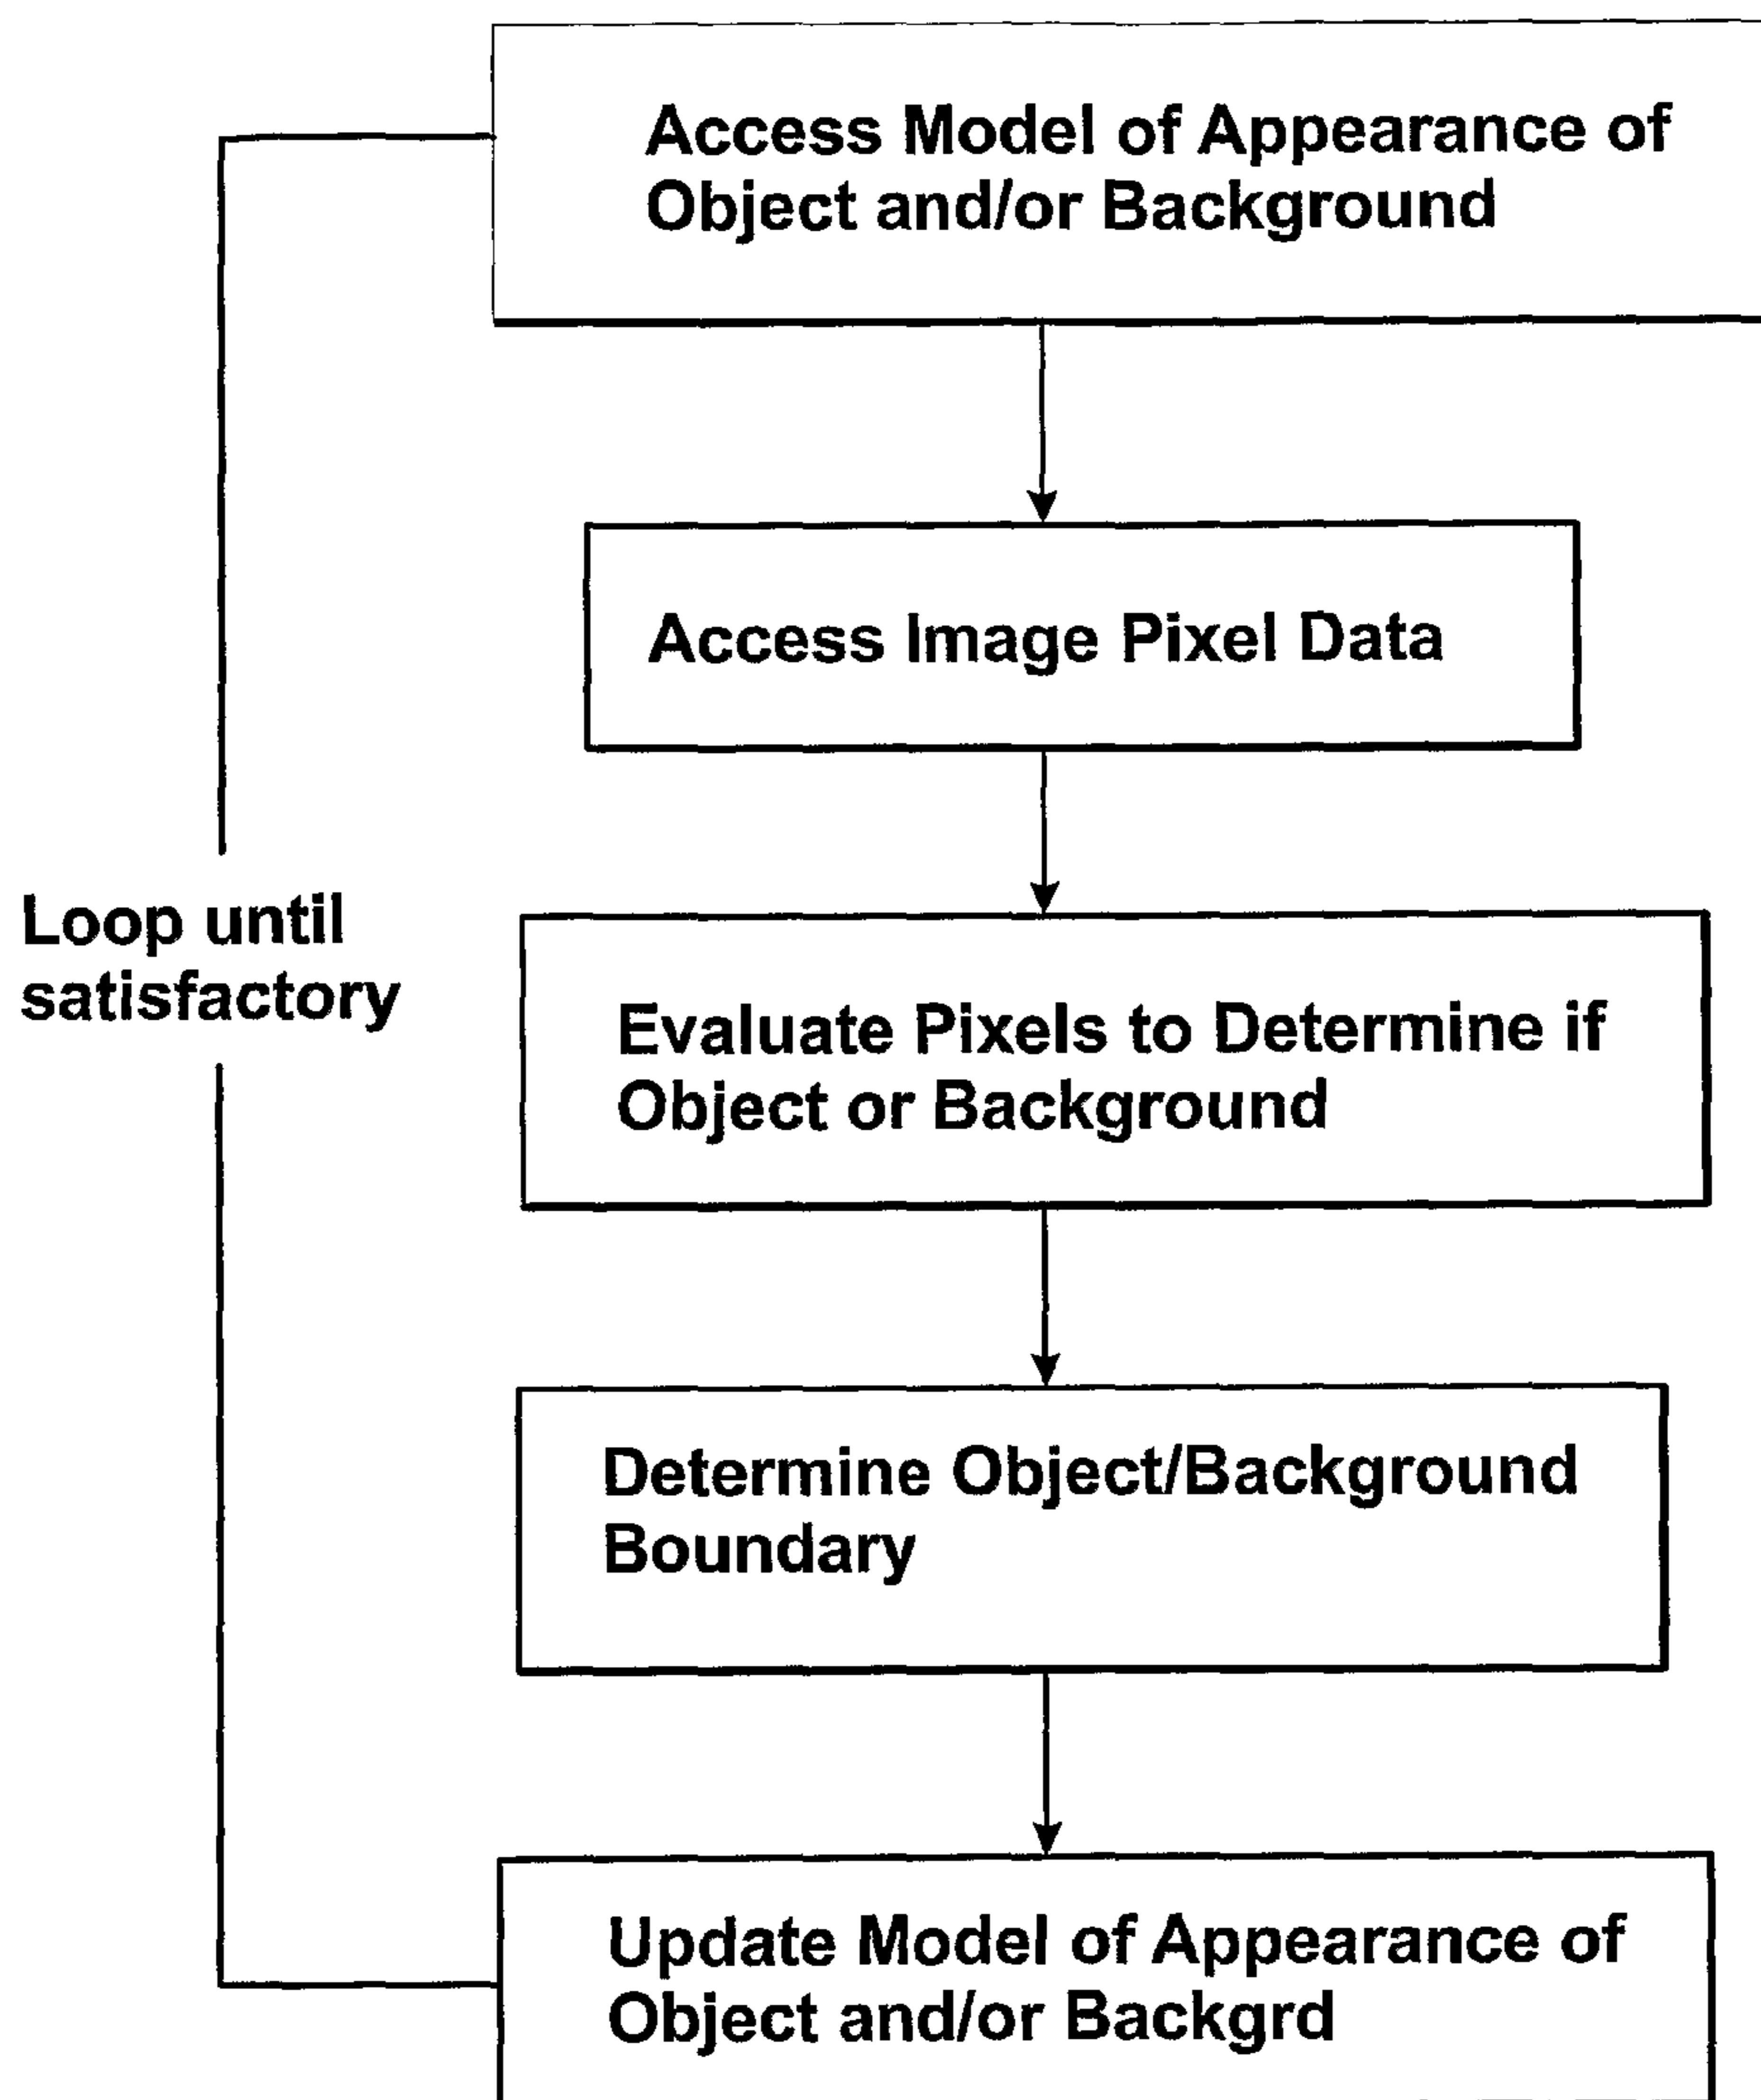 Access Model of Appearance of
Object and/or Background
Access Image Pixel Data
Loop until
satisfactory
Evaluate Pixels to Determine if
Object or Background
Determine Object/Background
Boundary
Update Model of Appearance of
Object and/or Backgrd